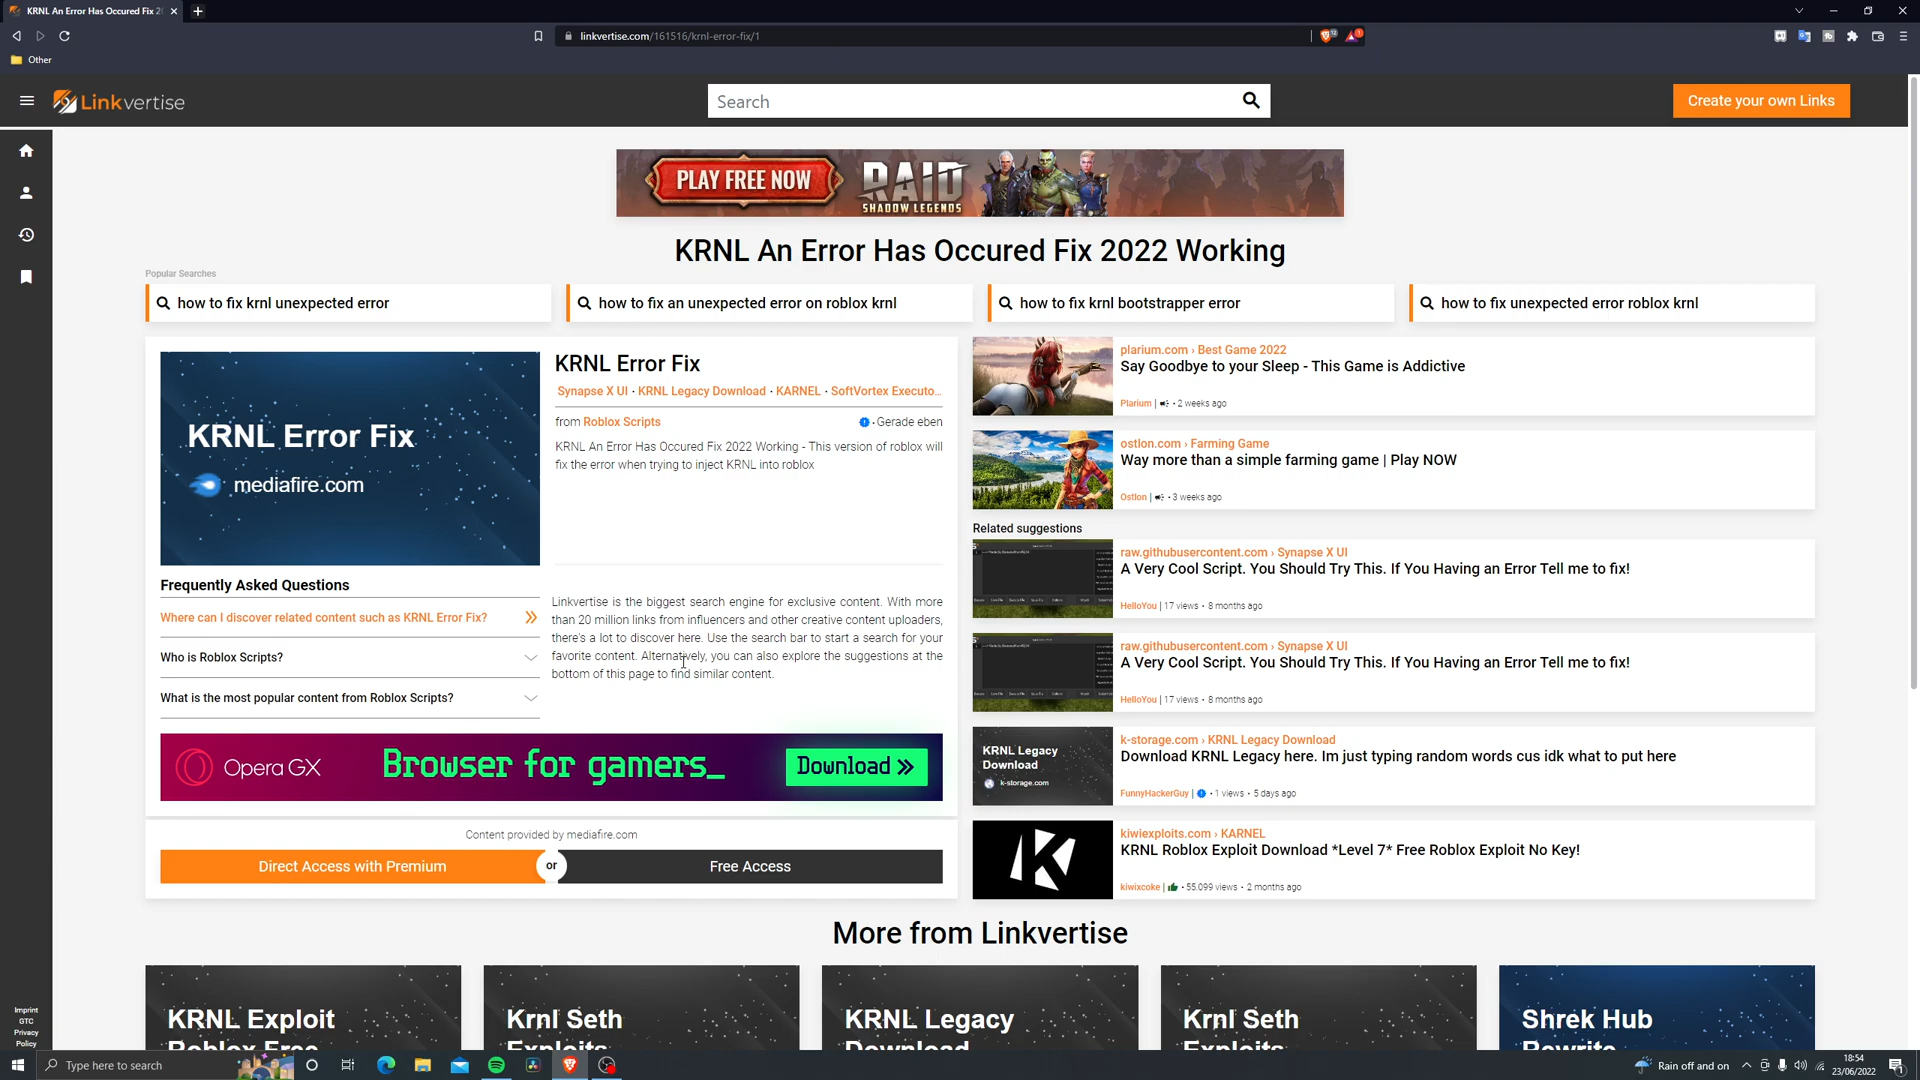 KRNL An Error Has Occured Fix 2
linkvertise.com/161516/krnl-error-fix/1
Other
Linkvertise
Search
Create your own Links
PLAY FREE NOW
RAID
SHADOW LEGENDS
KRNL An Error Has Occured Fix 2022 Working
Popular Searches
how to fix krnl unexpected error
how to fix an unexpected error on roblox krnl
how to fix krnl bootstrapper error
how to fix unexpected error roblox krnl
KRNL Error Fix
mediafire.com
KRNL Error Fix
Synapse X UI · KRNL Legacy Download · KARNEL · SoftVortex Executo...
from Roblox Scripts
· Gerade eben
KRNL An Error Has Occured Fix 2022 Working - This version of roblox will
fix the error when trying to inject KRNL into roblox
Frequently Asked Questions
Where can I discover related content such as KRNL Error Fix?
Who is Roblox Scripts?
What is the most popular content from Roblox Scripts?
Linkvertise is the biggest search engine for exclusive content. With more
than 20 million links from influencers and other creative content uploaders,
there's a lot to discover here. Use the search bar to start a search for your
favorite content. Alternatively, you can also explore the suggestions at the
bottom of this page to find similar content.
Opera GX
Browser for gamers_
Download »
Content provided by mediafire.com
Direct Access with Premium
or
Free Access
plarium.com › Best Game 2022
Say Goodbye to your Sleep - This Game is Addictive
Plarium | · 2 weeks ago
ostlon.com › Farming Game
Way more than a simple farming game | Play NOW
Ostlon | · 3 weeks ago
Related suggestions
raw.githubusercontent.com › Synapse X UI
A Very Cool Script. You Should Try This. If You Having an Error Tell me to fix!
HelloYou | 17 views · 8 months ago
raw.githubusercontent.com › Synapse X UI
A Very Cool Script. You Should Try This. If You Having an Error Tell me to fix!
HelloYou | 17 views · 8 months ago
KRNL Legacy
Download
k-storage.com
k-storage.com › KRNL Legacy Download
Download KRNL Legacy here. Im just typing random words cus idk what to put here
FunnyHackerGuy | · 1 views · 5 days ago
kiwiexploits.com › KARNEL
KRNL Roblox Exploit Download *Level 7* Free Roblox Exploit No Key!
kiwixcoke | · 55.099 views · 2 months ago
More from Linkvertise
KRNL Exploit
Roblox Free
Krnl Seth
Exploits
KRNL Legacy
Download
Krnl Seth
Exploits
Shrek Hub
Rewrite
Imprint
GTC
Privacy
Policy
Type here to search
Rain off and on
18:54
23/06/2022